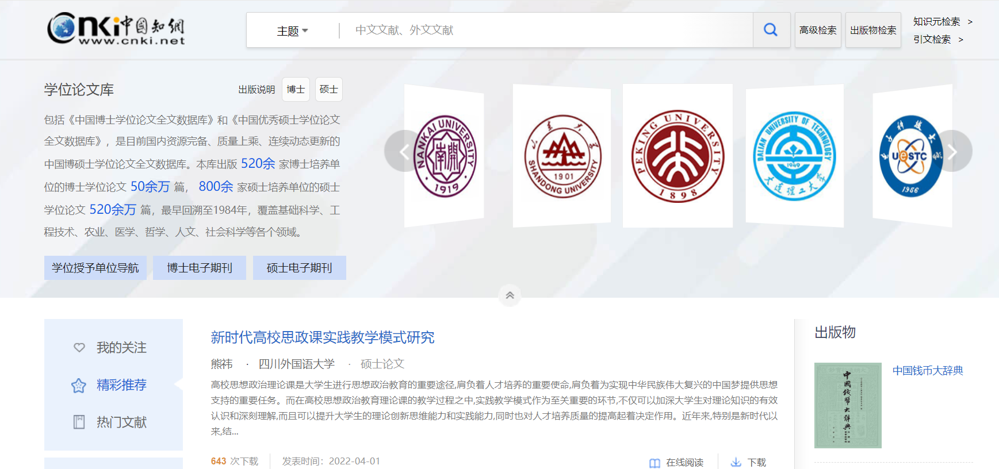 cnki中国知网
www.cnki.net
主题
中文文献、外文文献
高级检索
出版物检索
知识元检索 >
引文检索 >
学位论文库
出版说明
博士
硕士
包括《中国博士学位论文全文数据库》和《中国优秀硕士学位论文
全文数据库》，是目前国内资源完备、质量上乘、连续动态更新的
中国博硕士学位论文全文数据库。本库出版 520余 家博士培养单
位的博士学位论文 50余万 篇， 800余 家硕士培养单位的硕士
学位论文 520余万 篇，最早回溯至1984年，覆盖基础科学、工
程技术、农业、医学、哲学、人文、社会科学等各个领域。
学位授予单位导航
博士电子期刊
硕士电子期刊
NANKAI UNIVERSITY
南開
1919
山东大学
1901
SHANDONG UNIVERSITY
PEKING UNIVERSITY
1898
DALIAN UNIVERSITY OF TECHNOLOGY
1949
大连理工大学
电子科技大学
UeSTC
1956
我的关注
精彩推荐
热门文献
新时代高校思政课实践教学模式研究
熊祎 · 四川外国语大学 · 硕士论文
高校思想政治理论课是大学生进行思想政治教育的重要途径,肩负着人才培养的重要使命,肩负着为实现中华民族伟大复兴的中国梦提供思想
支持的重要任务。而在高校思想政治教育理论课的教学过程之中,实践教学模式作为至关重要的环节,不仅可以加深大学生对理论知识的有效
认识和深刻理解,而且可以提升大学生的理论创新思维能力和实践能力,同时也对人才培养质量的提高起着决定作用。近年来,特别是新时代以
来,结...
643 次下载
发表时间：2022-04-01
在线阅读
下载
出版物
中國錢幣大辭典
中国钱币大辞典